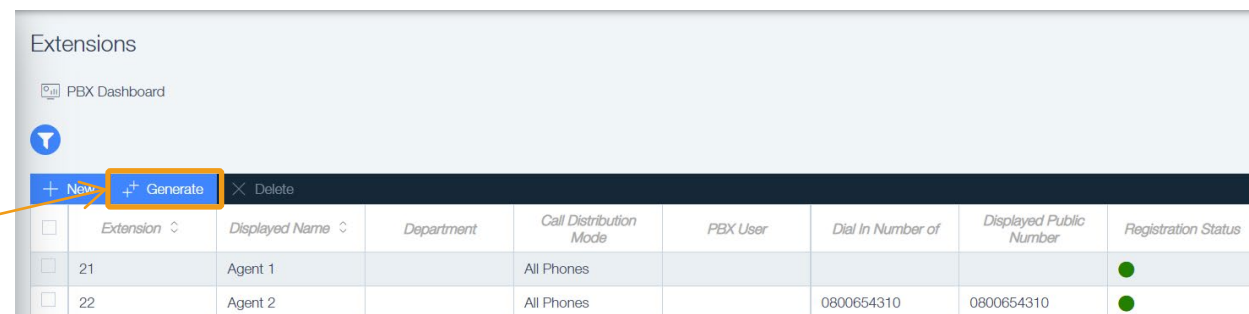 Extensions
PBX Dashboard
New Generate Delete
Extension Displayed Name Department Call Distribution Mode PBX User Dial In Number of Displayed Public Number Registration Status
21 Agent 1 All Phones
22 Agent 2 All Phones 0800654310 0800654310